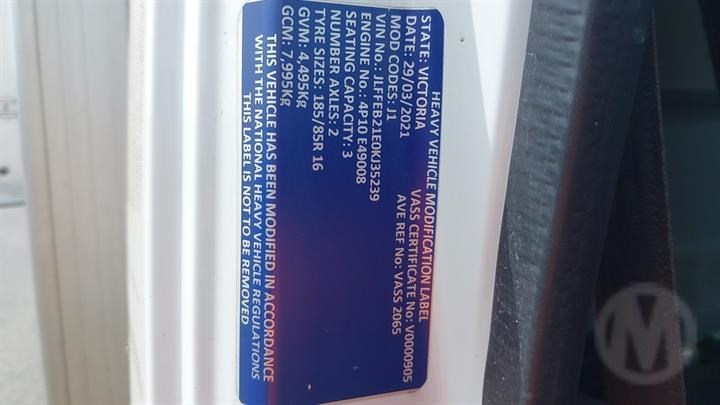 HEAVY VEHICLE MODIFICATION LABEL
STATE: VICTORIA VASS CERTIFICATE No: V0000905
DATE: 29/03/2021 AVE REF No: VASS 2065
MOD CODES: J1
VIN NO: JLFFEB21E0KJ35239
ENGINE NO: 4P10 E49008
SEATING CAPACITY: 3
NUMBER AXLES: 2
TYRE SIZES: 185/85R 16
GVM: 4,495Kg
GCM: 7,995Kg
THIS VEHICLE HAS BEEN MODIFIED IN ACCORDANCE
WITH THE NATIONAL HEAVY VEHICLE REGULATIONS
THIS LABEL IS NOT TO BE REMOVED
M